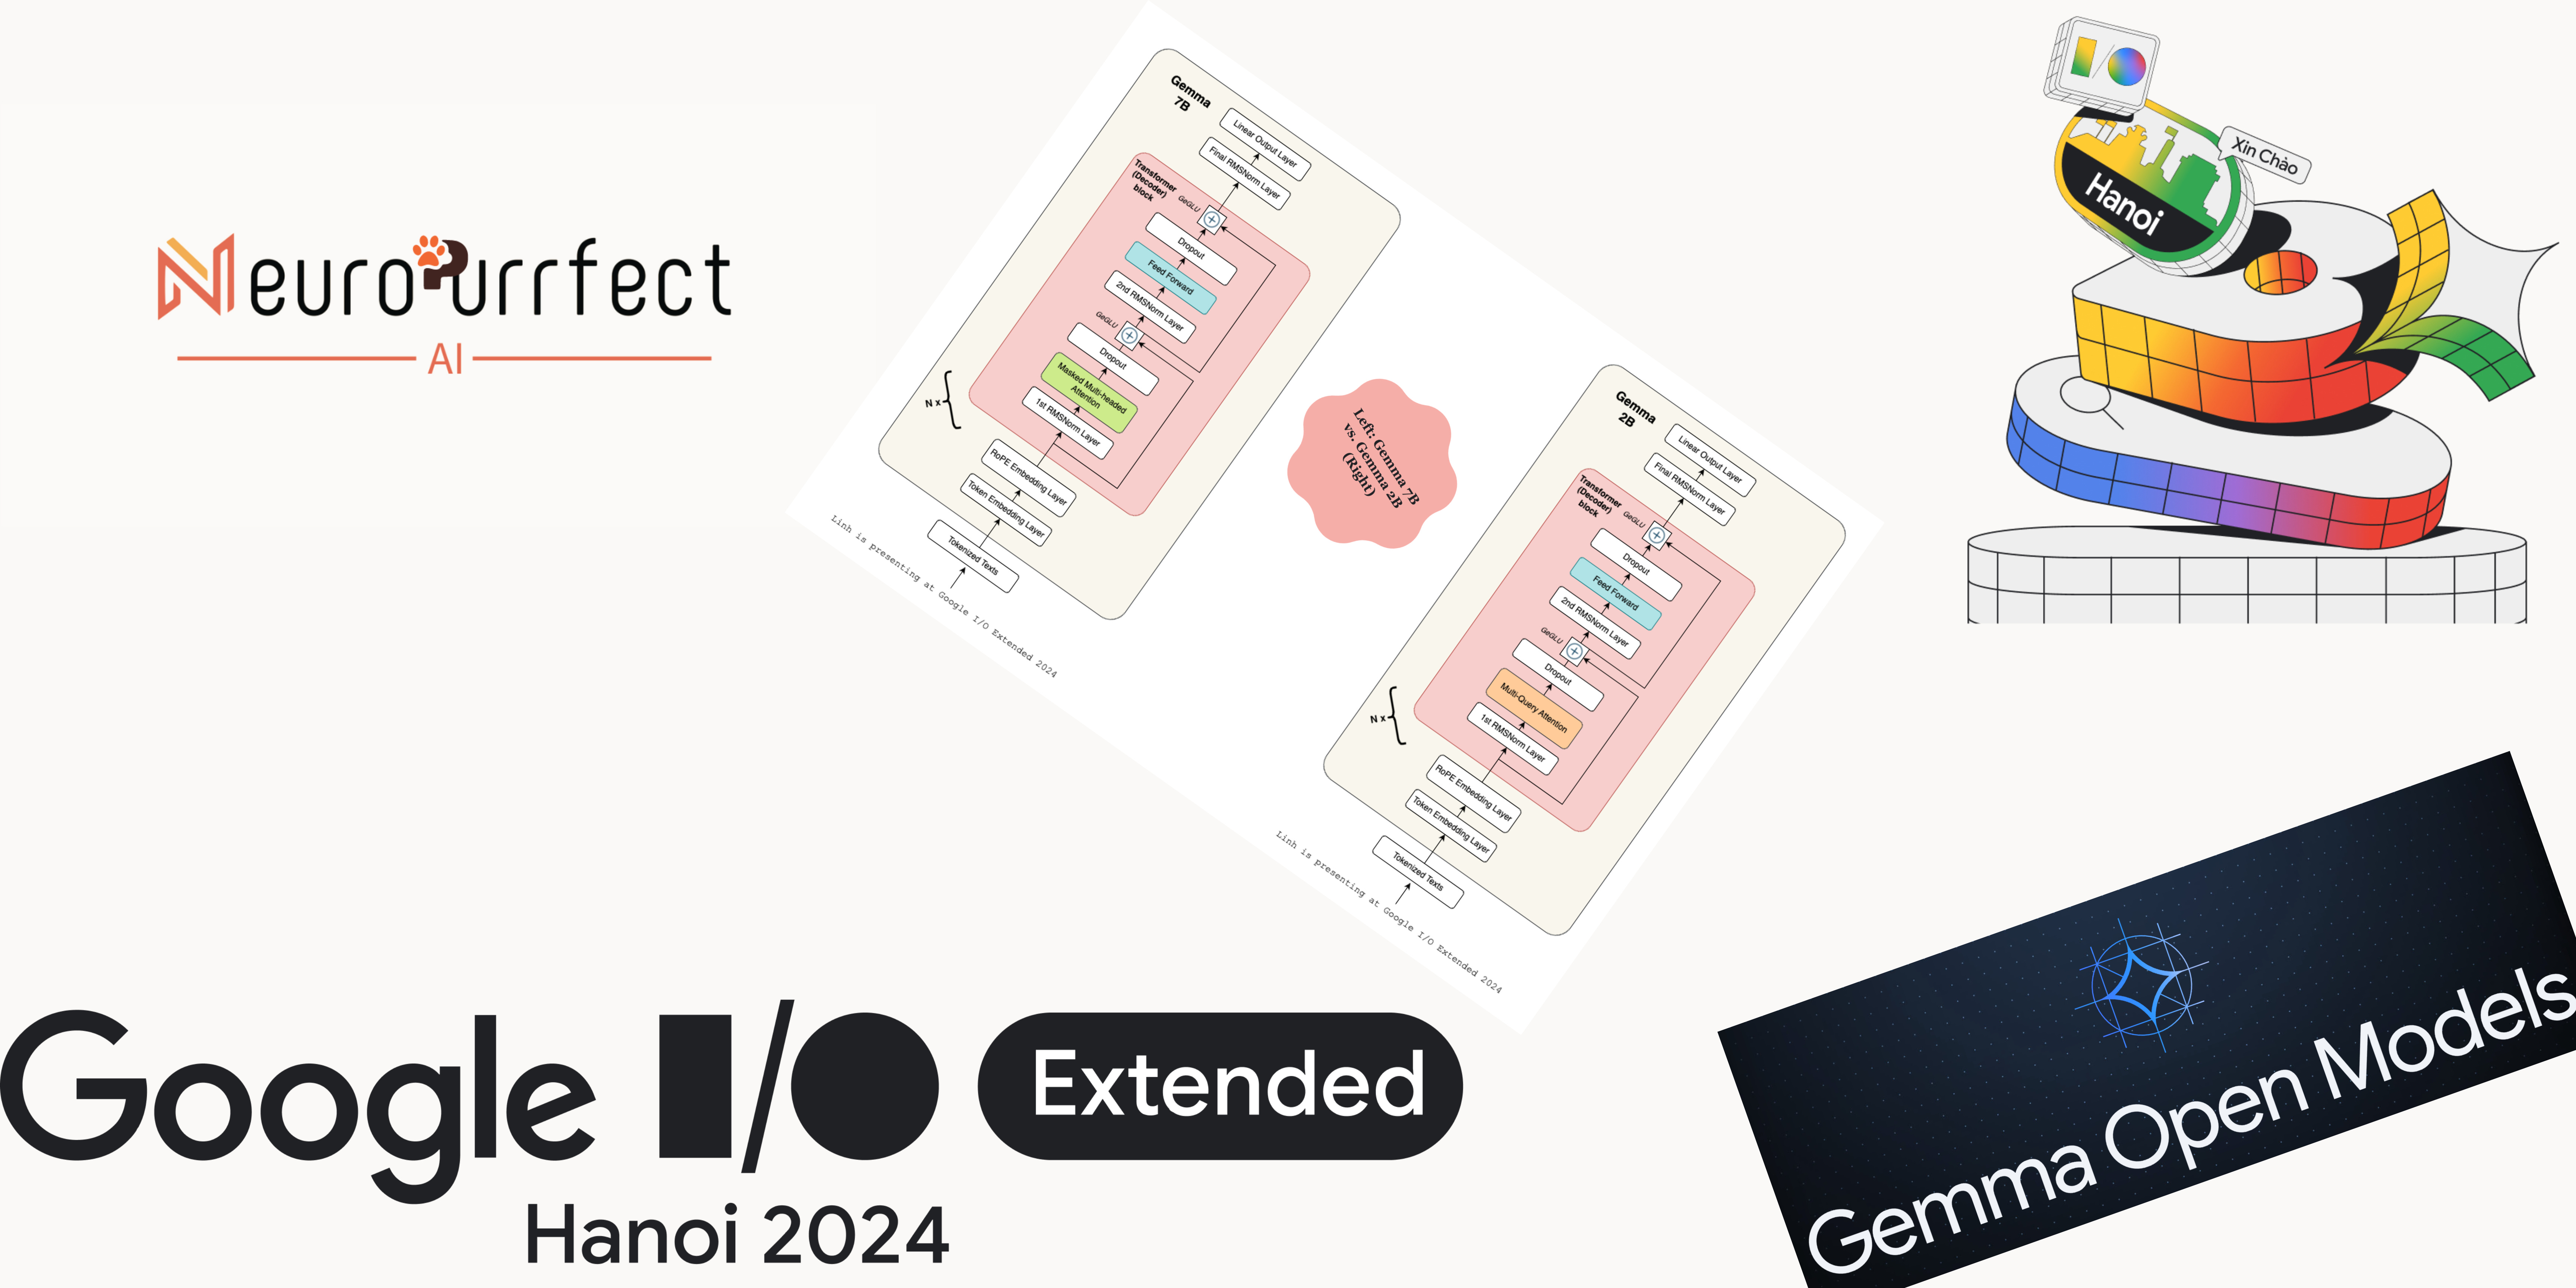 NeuroPurrfect
AI
Gemma
7B
Linear Output Layer
Final RMSNorm Layer
Transformer
(Decoder)
block
GeGLU
Dropout
Feed Forward
2nd RMSNorm Layer
GeGLU
Dropout
Masked Multi-headed
Attention
1st RMSNorm Layer
N x
RoPE Embedding Layer
Token Embedding Layer
Tokenized Texts
Linh is presenting at Google I/O Extended 2024
Left: Gemma 7B
vs. Gemma 2B
(Right)
Gemma
2B
Linear Output Layer
Final RMSNorm Layer
Transformer
(Decoder)
block
GeGLU
Dropout
Feed Forward
2nd RMSNorm Layer
GeGLU
Dropout
Multi-Query Attention
1st RMSNorm Layer
N x
RoPE Embedding Layer
Token Embedding Layer
Tokenized Texts
Linh is presenting at Google I/O Extended 2024
I/O
Xin Chào
Hanoi
Google I/O Extended
Hanoi 2024
Gemma Open Models